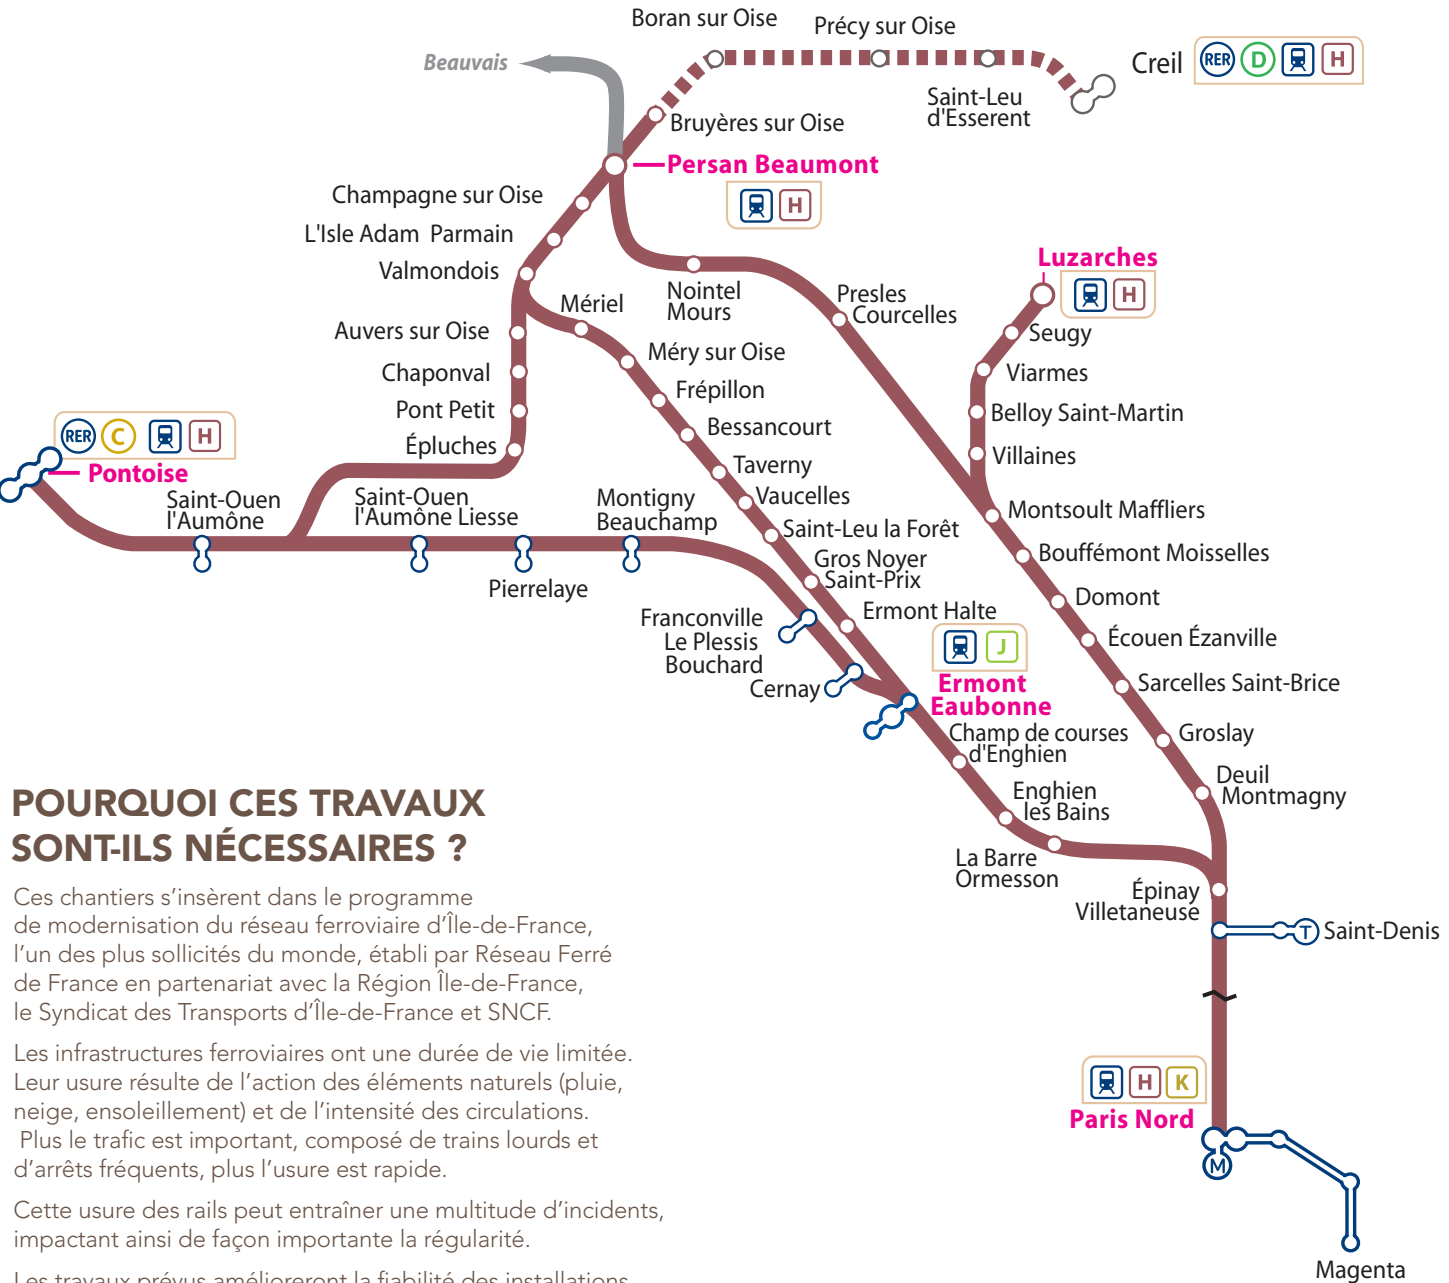 Boran sur Oise
Précy sur Oise
Beauvais
Creil
RER D H
Saint-Leu
d'Esserent
Bruyères sur Oise
Persan Beaumont
H
Champagne sur Oise
L'Isle Adam Parmain
Valmondois
Nointel
Mours
Presles
Courcelles
Luzarches
H
Seugy
Viarmes
Belloy Saint-Martin
Villaines
Montsoult Maffliers
Bouffémont Moisselles
Domont
Écouen Ézanville
Sarcelles Saint-Brice
Groslay
Deuil
Montmagny
Mériel
Méry sur Oise
Frépillon
Bessancourt
Taverny
Vaucelles
Saint-Leu la Forêt
Gros Noyer
Saint-Prix
Ermont Halte
Auvers sur Oise
Chaponval
Pont Petit
Épluches
RER C H
Pontoise
Saint-Ouen
l'Aumône
Saint-Ouen
l'Aumône Liesse
Pierrelaye
Montigny
Beauchamp
Franconville
Le Plessis
Bouchard
Cernay
J
Ermont
Eaubonne
Champ de courses
d'Enghien
Enghien
les Bains
La Barre
Ormesson
Épinay
Villetaneuse
T Saint-Denis
H K
Paris Nord
M
Magenta
POURQUOI CES TRAVAUX
SONT-ILS NÉCESSAIRES ?
Ces chantiers s’insèrent dans le programme
de modernisation du réseau ferroviaire d’Île-de-France,
l’un des plus sollicités du monde, établi par Réseau Ferré
de France en partenariat avec la Région Île-de-France,
le Syndicat des Transports d’Île-de-France et SNCF.
Les infrastructures ferroviaires ont une durée de vie limitée.
Leur usure résulte de l’action des éléments naturels (pluie,
neige, ensoleillement) et de l’intensité des circulations.
Plus le trafic est important, composé de trains lourds et
d’arrêts fréquents, plus l’usure est rapide.
Cette usure des rails peut entraîner une multitude d’incidents,
impactant ainsi de façon importante la régularité.
Les travaux prévus amélioreront la fiabilité des installations